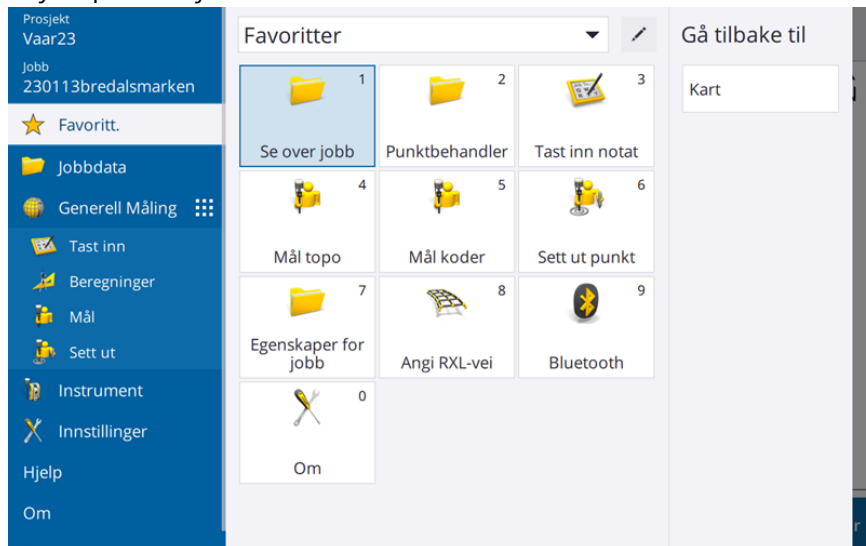 Prosjekt
Vaar23
Jobb
230113bredalsmarken
Favoritt.
Jobbdata
Generell Måling
Tast inn
Beregninger
Mål
Sett ut
Instrument
Innstillinger
Hjelp
Om
Favoritter
1
Se over jobb
2
Punktbehandler
3
Tast inn notat
4
Mål topo
5
Mål koder
6
Sett ut punkt
7
Egenskaper for
jobb
8
Angi RXL-vei
9
Bluetooth
0
Om
Gå tilbake til
Kart
r